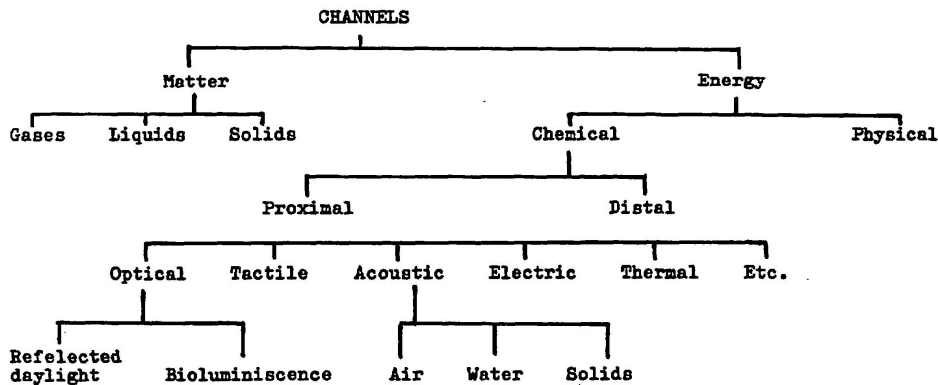 CHANNELS
Matter Energy
Gases Liquids Solids Chemical Physical
Proximal Distal
Optical Tactile Acoustic Electric Thermal Etc.
Refelected
daylight Bioluminiscence Air Water Solids